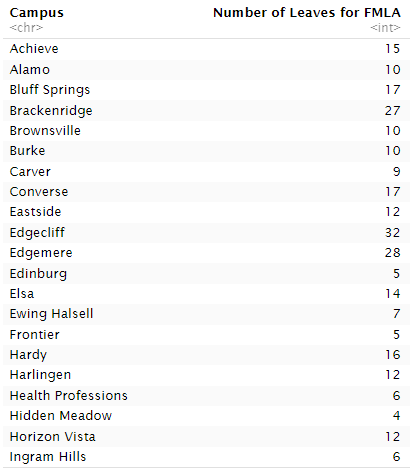 Campus Number of Leaves for FMLA
<chr> <int>
Achieve 15
Alamo 10
Bluff Springs 17
Brackenridge 27
Brownsville 10
Burke 10
Carver 9
Converse 17
Eastside 12
Edgecliff 32
Edgemere 28
Edinburg 5
Elsa 14
Ewing Halsell 7
Frontier 5
Hardy 16
Harlingen 12
Health Professions 6
Hidden Meadow 4
Horizon Vista 12
Ingram Hills 6